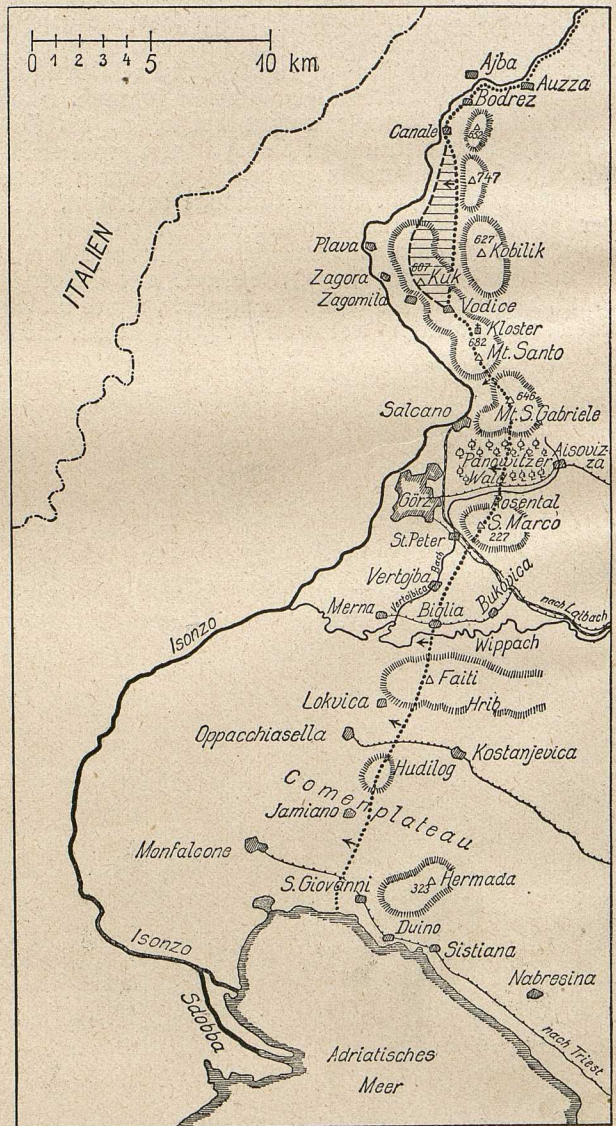 0 1 2 3 4 5 10 km
Ajba
Auzza
Bodrez
Canale
747
ITALIEN
627
Kobilik
Plava
607
Kuk
Zagora
Zagomila
Vodice
Kloster
682
Mt. Santo
646
Mt. S. Gabriele
Salcano
Panowitzer
Wald
Aisoviz-
za
Görz
Rosental
S. Marco
227
St. Peter
Vertojba
Vertojbica Bach
Bukovica
nach Laibach
Merna
Biglia
Isonzo
Wippach
Faiti
Lokvica
Hrib
Oppacchiasella
Kostanjevica
Hudilog
Comenplateau
Jamiano
Monfalcone
S. Giovanni
323
Hermada
Duino
Isonzo
Sistiana
Sdobba
Nabresina
nach Triest
Adriatisches
Meer